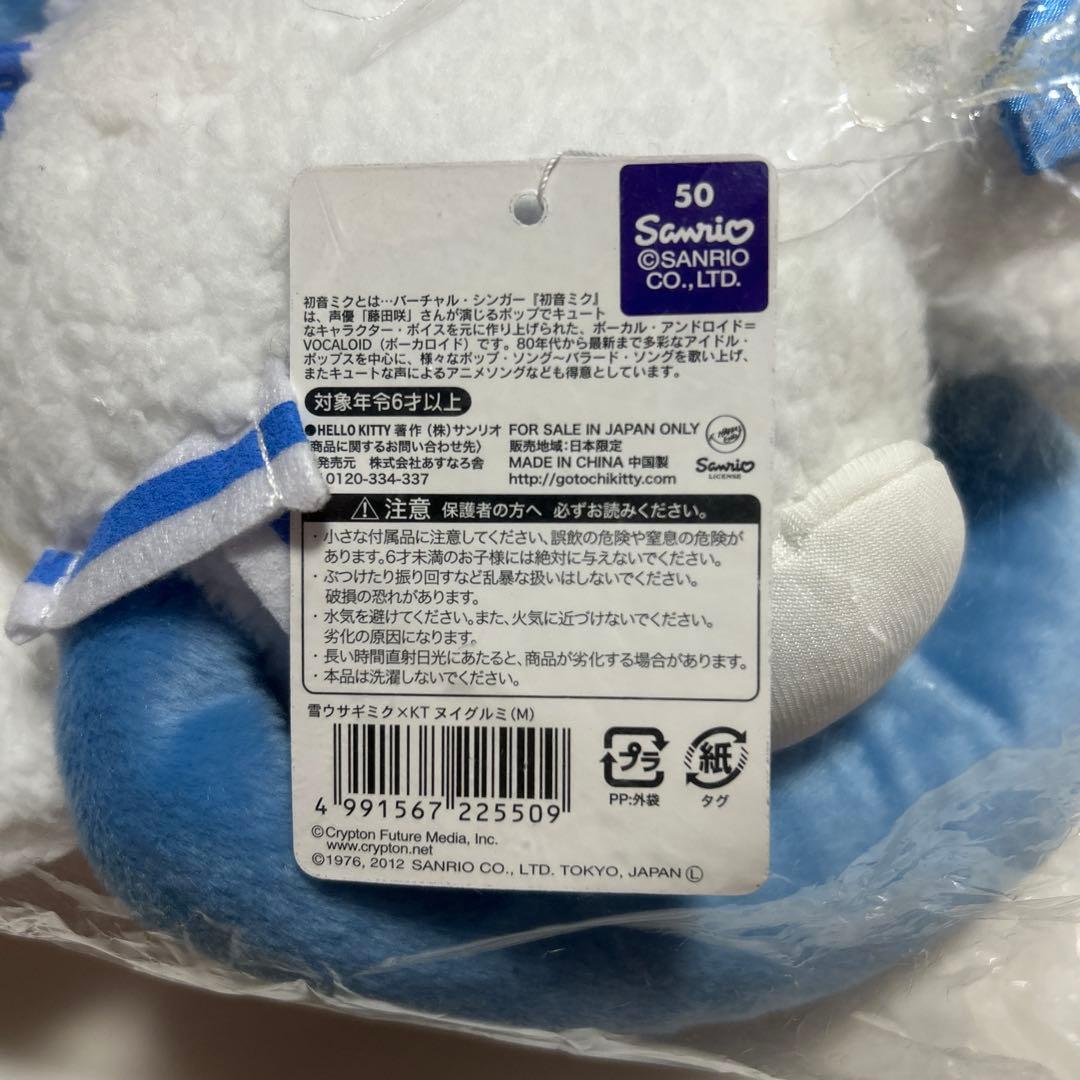 50
Sanrio
©SANRIO
CO.,LTD.
初音ミクとは…バーチャル・シンガー『初音ミク』
は、声優「藤田咲」さんが演じるポップでキュート
なキャラクター・ボイスを元に作り上げられた、ボーカル・アンドロイド=
VOCALOID（ボーカロイド）です。80年代から最新まで多彩なアイドル・
ポップスを中心に、様々なポップ・ソング〜バラード・ソングを歌い上げ、
またキュートな声によるアニメソングなども得意としています。
対象年令6才以上
●HELLO KITTY 著作（株）サンリオ FOR SALE IN JAPAN ONLY
商品に関するお問い合わせ先〉 販売地域:日本限定
発売元 株式会社あすなろ舎 MADE IN CHINA 中国製
0120-334-337 http://gotochikitty.com
Sanrio
LICENSE
注意 保護者の方へ 必ずお読みください。
・小さな付属品に注意してください、誤飲の危険や窒息の危険が
あります。6才未満のお子様には絶対に与えないでください。
・ぶつけたり振り回すなど乱暴な扱いはしないでください。
破損の恐れがあります。
・水気を避けてください。また、火気に近づけないでください。
劣化の原因になります。
・長い時間直射日光にあたると、商品が劣化する場合があります。
・本品は洗濯しないでください。
雪ウサギミク×KT ヌイグルミ(M)
4 991567 225509
プラ
PP:外袋
紙
タグ
©Crypton Future Media, Inc.
www.crypton.net
©1976, 2012 SANRIO CO., LTD. TOKYO, JAPAN Ⓛ